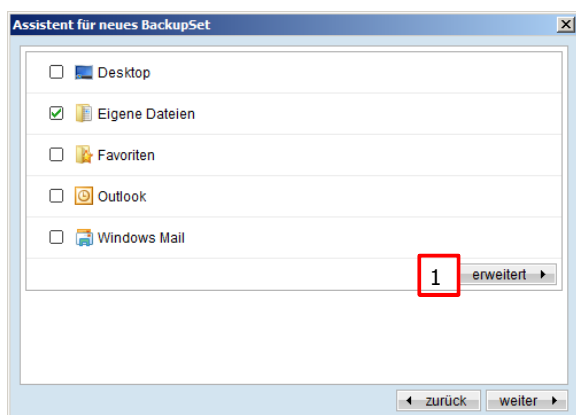 Assistent für neues BackupSet
Desktop
Eigene Dateien
Favoriten
Outlook
Windows Mail
1 erweitert
zurück weiter